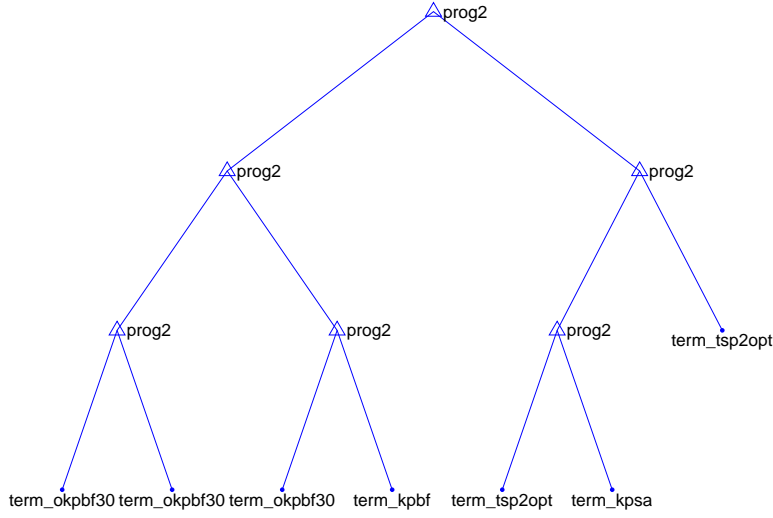 prog2
prog2
prog2
prog2
prog2
prog2
term_tsp2opt
term_okpbf30
term_okpbf30
term_okpbf30
term_kpbf
term_tsp2opt
term_kpsa